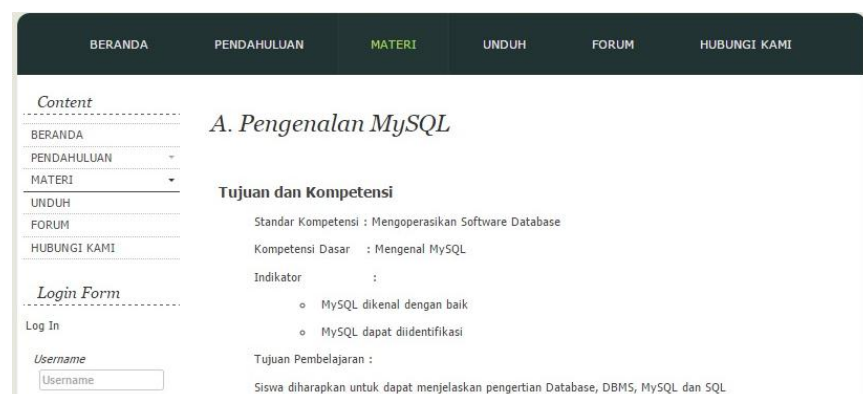 BERANDA PENDAHULUAN MATERI UNDUH FORUM HUBUNGI KAMI
Content
BERANDA
PENDAHULUAN
MATERI
UNDUH
FORUM
HUBUNGI KAMI
Login Form
Log In
Username
Username
A. Pengenalan MySQL
Tujuan dan Kompetensi
Standar Kompetensi : Mengoperasikan Software Database
Kompetensi Dasar : Mengenal MySQL
Indikator :
MySQL dikenal dengan baik
MySQL dapat diidentifikasi
Tujuan Pembelajaran :
Siswa diharapkan untuk dapat menjelaskan pengertian Database, DBMS, MySQL dan SQL